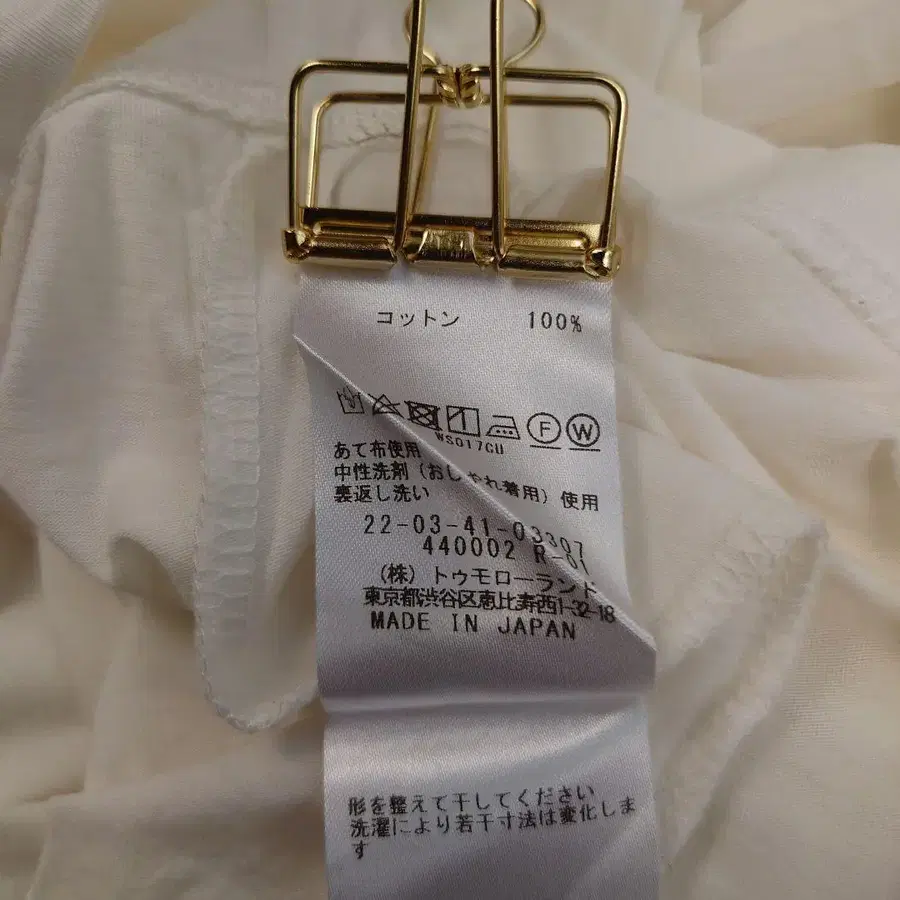 コットン 100%
F W
WS017GU
あて布使用
中性洗剤（おしゃれ着用）使用
裏返し洗い
22-03-41-03307
440002 R-01
（株）トゥモローランド
東京都渋谷区恵比寿西1-32-18
MADE IN JAPAN
形を整えて干してください
洗濯により若干寸法は変化しま
す